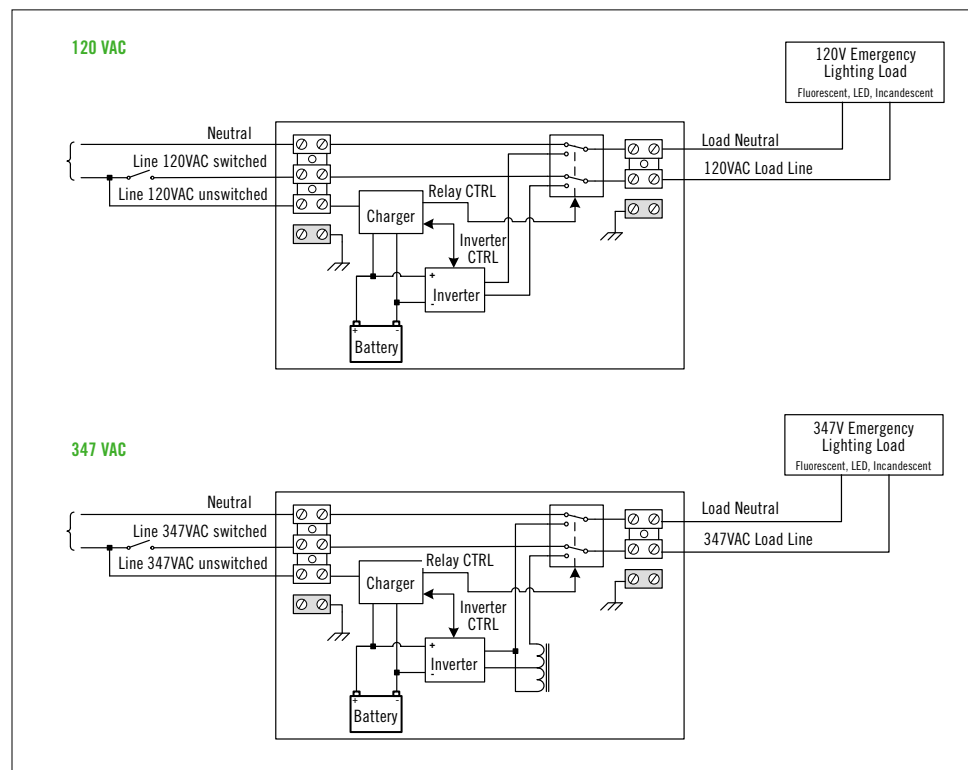 120 VAC
120V Emergency
Lighting Load
Fluorescent, LED, Incandescent
Neutral
Line 120VAC switched
Line 120VAC unswitched
Load Neutral
120VAC Load Line
Relay CTRL
Charger
Inverter
CTRL
+
Inverter
-
+ -
Battery
347 VAC
347V Emergency
Lighting Load
Fluorescent, LED, Incandescent
Neutral
Line 347VAC switched
Line 347VAC unswitched
Load Neutral
347VAC Load Line
Relay CTRL
Charger
Inverter
CTRL
+
Inverter
-
+ -
Battery